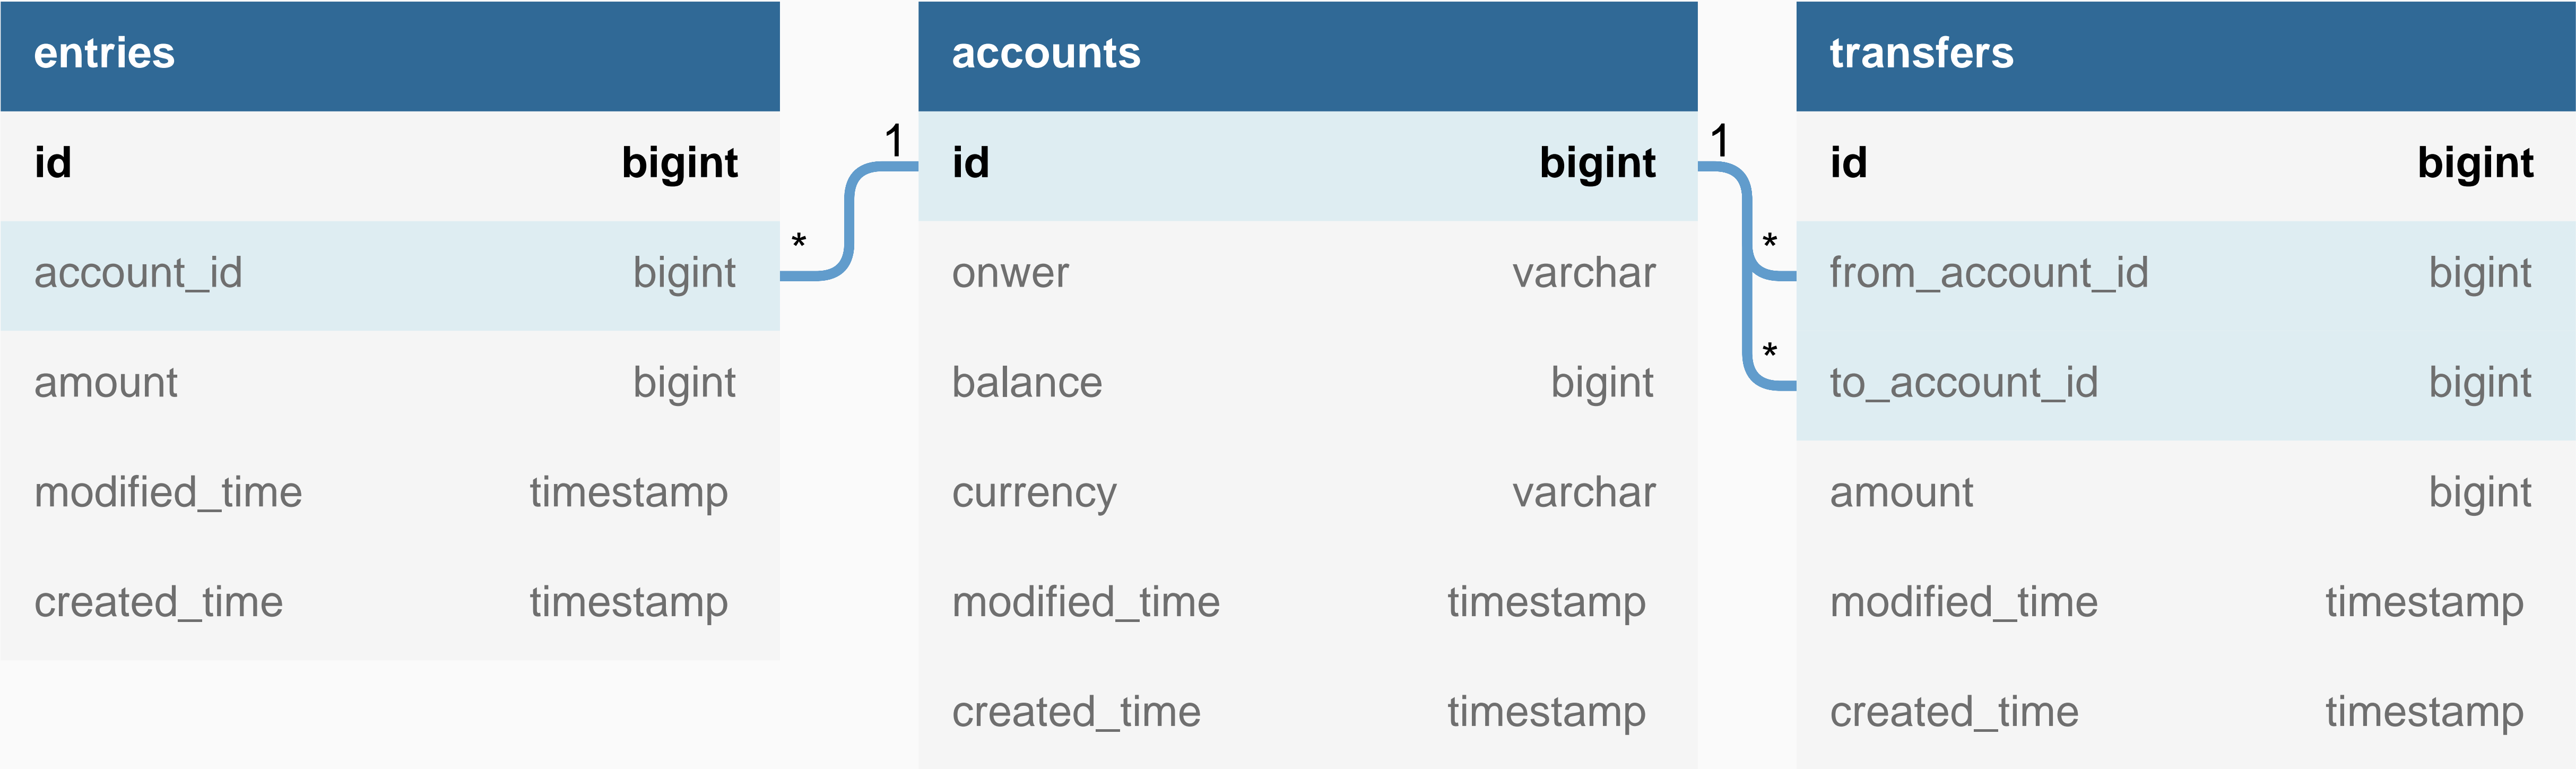 entries
id bigint
account_id bigint
amount bigint
modified_time timestamp
created_time timestamp
1
*
accounts
id bigint
onwer varchar
balance bigint
currency varchar
modified_time timestamp
created_time timestamp
1
*
*
transfers
id bigint
from_account_id bigint
to_account_id bigint
amount bigint
modified_time timestamp
created_time timestamp